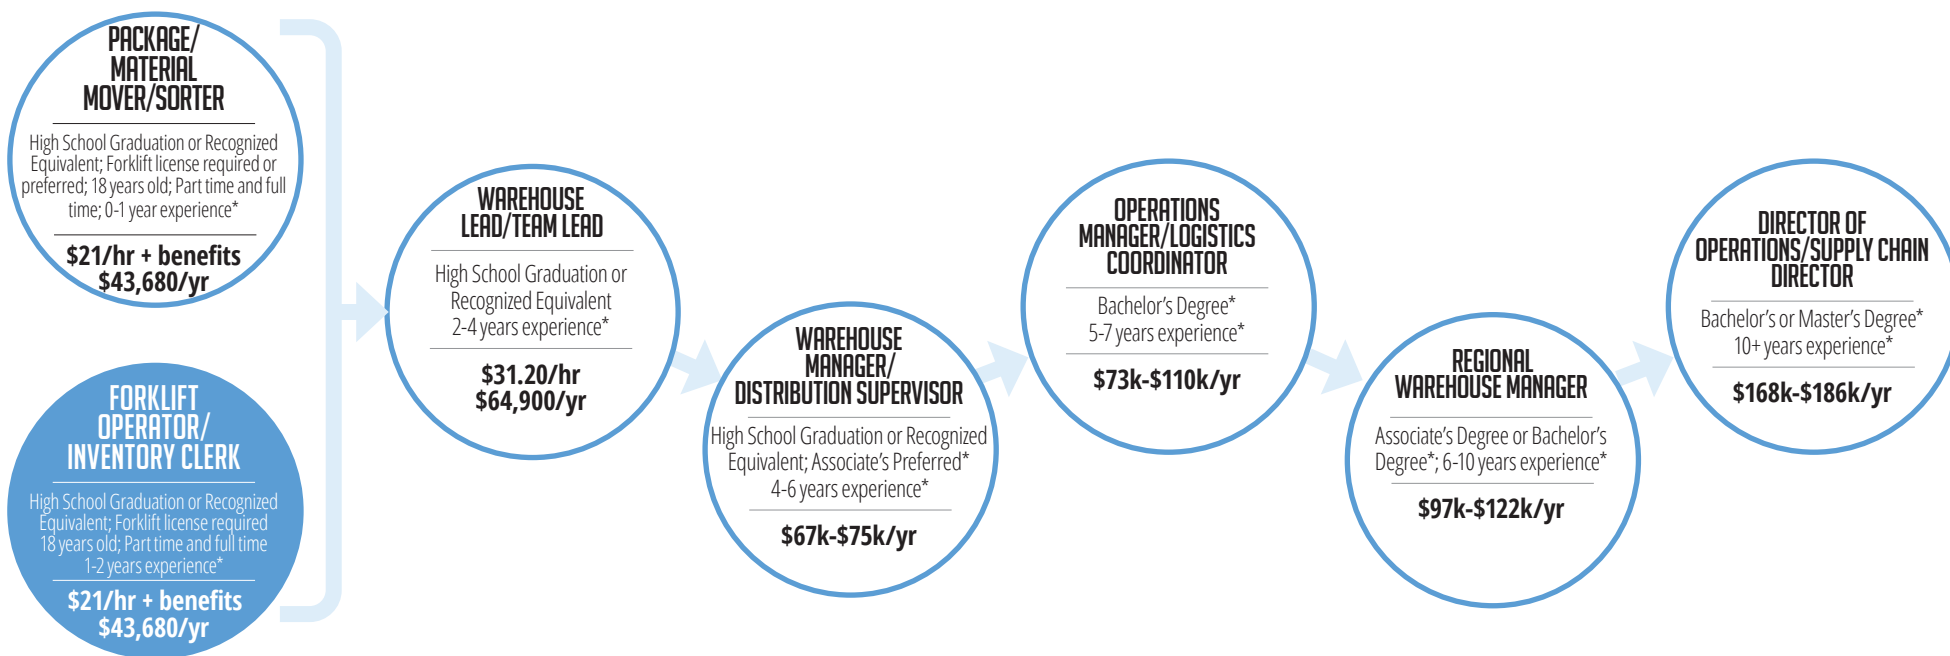 PACKAGE/
MATERIAL
MOVER/SORTER
High School Graduation or Recognized
Equivalent; Forklift license required or
preferred; 18 years old; Part time and full
time; 0-1 year experience*
$21/hr + benefits
$43,680/yr
FORKLIFT
OPERATOR/
INVENTORY CLERK
High School Graduation or Recognized
Equivalent; Forklift license required
18 years old; Part time and full time
1-2 years experience*
$21/hr + benefits
$43,680/yr
WAREHOUSE
LEAD/TEAM LEAD
High School Graduation or
Recognized Equivalent
2-4 years experience*
$31.20/hr
$64,900/yr
WAREHOUSE
MANAGER/
DISTRIBUTION SUPERVISOR
High School Graduation or Recognized
Equivalent; Associate's Preferred*
4-6 years experience*
$67k-$75k/yr
OPERATIONS
MANAGER/LOGISTICS
COORDINATOR
Bachelor's Degree*
5-7 years experience*
$73k-$110k/yr
REGIONAL
WAREHOUSE MANAGER
Associate's Degree or Bachelor's
Degree*; 6-10 years experience*
$97k-$122k/yr
DIRECTOR OF
OPERATIONS/SUPPLY CHAIN
DIRECTOR
Bachelor's or Master's Degree*
10+ years experience*
$168k-$186k/yr